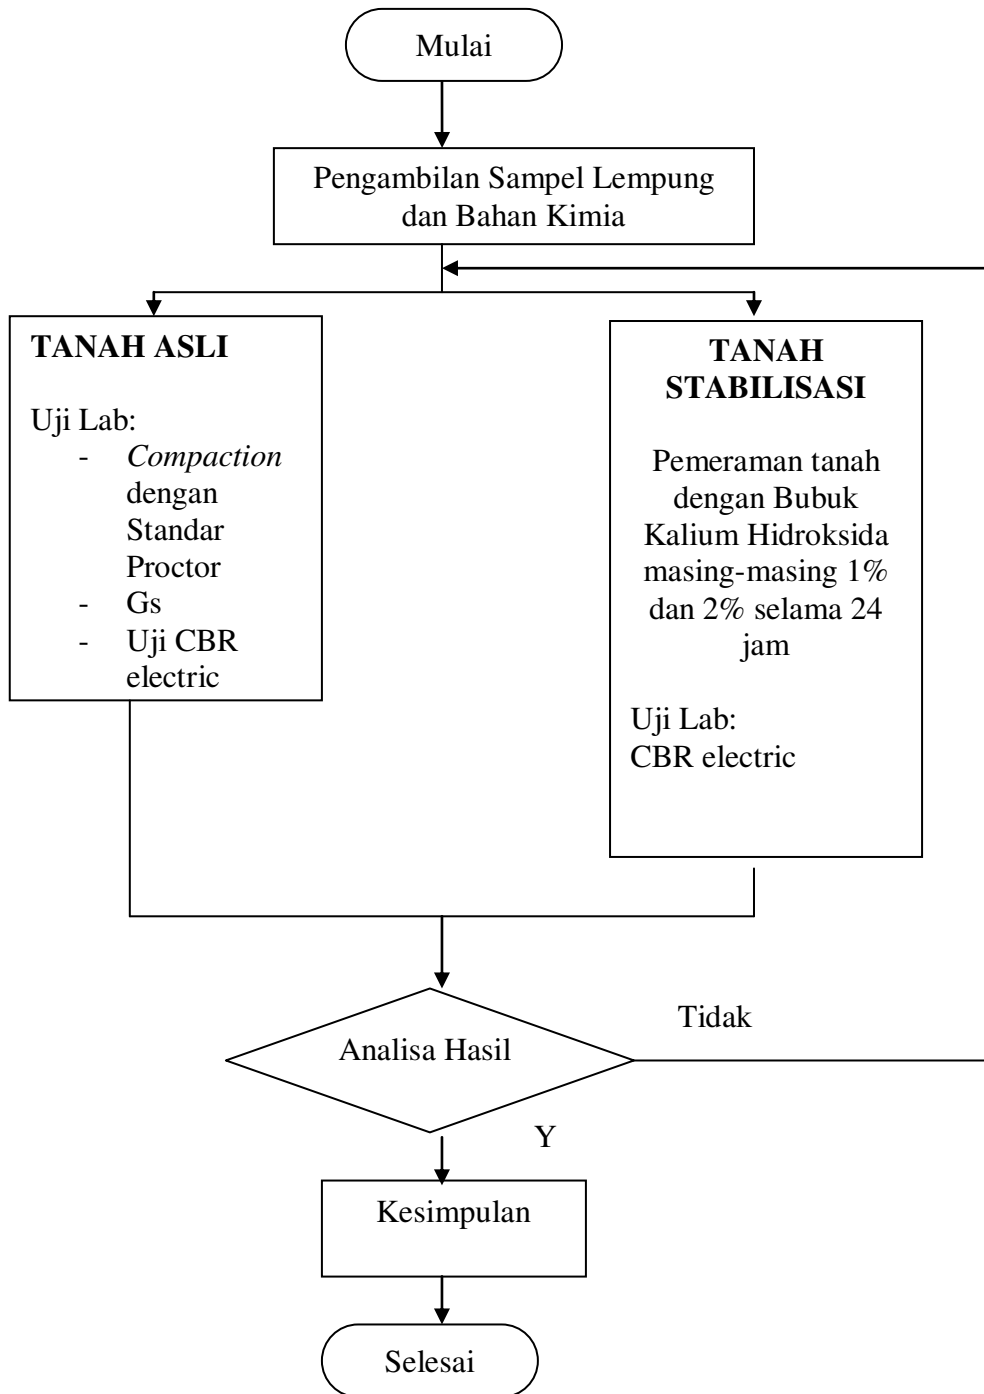 Mulai
Pengambilan Sampel Lempung
dan Bahan Kimia
TANAH ASLI
Uji Lab:
- Compaction
dengan
Standar
Proctor
- Gs
- Uji CBR
electric
TANAH
STABILISASI
Pemeraman tanah
dengan Bubuk
Kalium Hidroksida
masing-masing 1%
dan 2% selama 24
jam
Uji Lab:
CBR electric
Analisa Hasil
Tidak
Y
Kesimpulan
Selesai